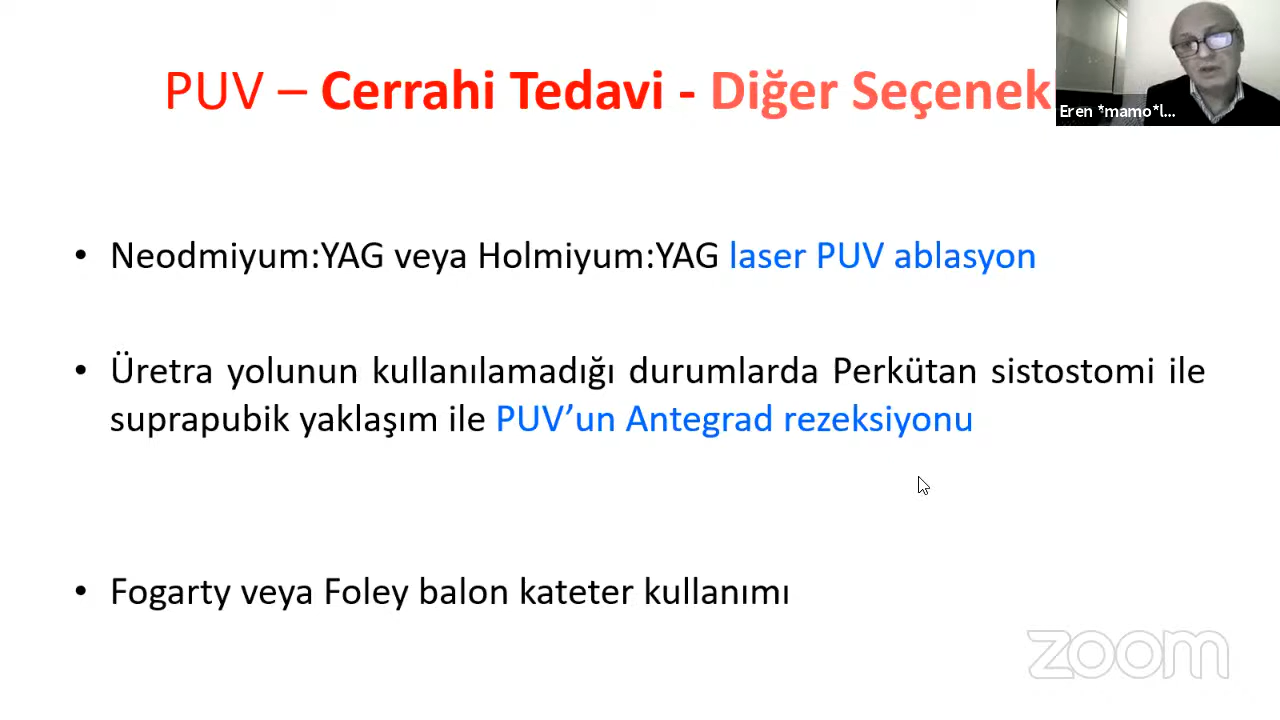 PUV – Cerrahi Tedavi - Diğer Seçenek
Eren *mamo*l...
• Neodmiyum:YAG veya Holmiyum:YAG laser PUV ablasyon
• Üretra yolunun kullanılamadığı durumlarda Perkütan sistostomi ile
suprapubik yaklaşım ile PUV’un Antegrad rezeksiyonu
• Fogarty veya Foley balon kateter kullanımı
zoom